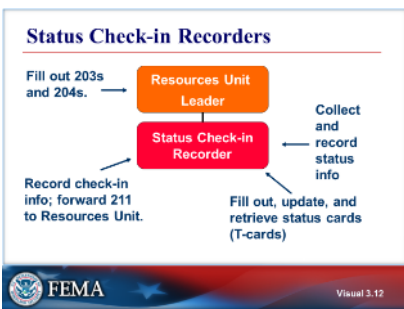 Status Check-in Recorders
Fill out 203s
and 204s.
Resources Unit
Leader
Status Check-in
Recorder
Collect
and
record
status
info
Record check-in
info; forward 211
to Resources Unit.
Fill out, update, and
retrieve status cards
(T-cards)
FEMA
Visual 3.12